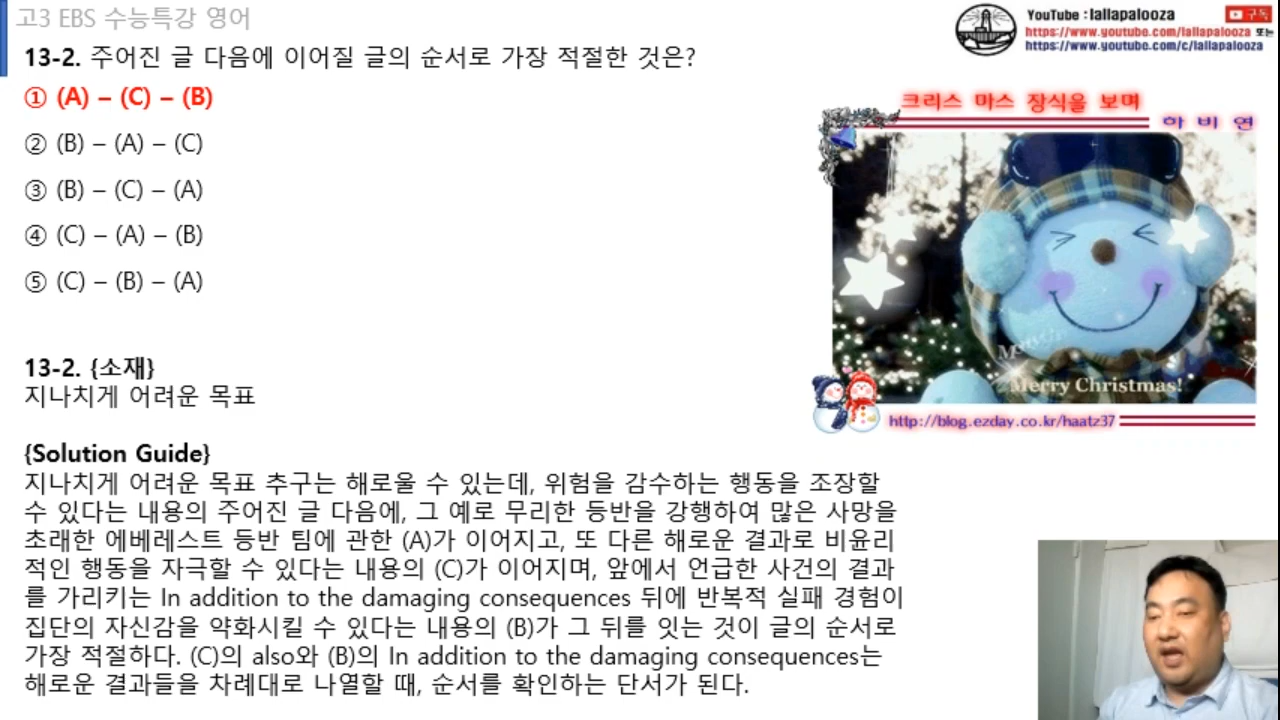 고3 EBS 수능특강 영어
YouTube : lallapalooza
구독
https://www.youtube.com/lallapalooza 또는
https://www.youtube.com/c/lallapalooza
13-2. 주어진 글 다음에 이어질 글의 순서로 가장 적절한 것은?
① (A) – (C) – (B)
② (B) – (A) – (C)
③ (B) – (C) – (A)
④ (C) – (A) – (B)
⑤ (C) – (B) – (A)
크리스 마스 장식을 보며
하 비 연
Merry Christmas!
http://blog.ezday.co.kr/haatz37
13-2. {소재}
지나치게 어려운 목표
{Solution Guide}
지나치게 어려운 목표 추구는 해로울 수 있는데, 위험을 감수하는 행동을 조장할
수 있다는 내용의 주어진 글 다음에, 그 예로 무리한 등반을 강행하여 많은 사망을
초래한 에베레스트 등반 팀에 관한 (A)가 이어지고, 또 다른 해로운 결과로 비윤리
적인 행동을 자극할 수 있다는 내용의 (C)가 이어지며, 앞에서 언급한 사건의 결과
를 가리키는 In addition to the damaging consequences 뒤에 반복적 실패 경험이
집단의 자신감을 약화시킬 수 있다는 내용의 (B)가 그 뒤를 잇는 것이 글의 순서로
가장 적절하다. (C)의 also와 (B)의 In addition to the damaging consequences는
해로운 결과들을 차례대로 나열할 때, 순서를 확인하는 단서가 된다.